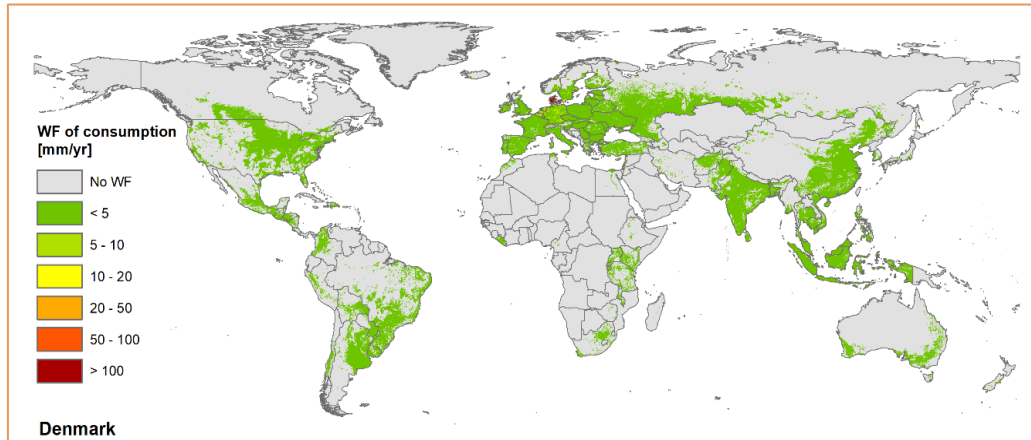 WF of consumption
[mm/yr]
No WF
< 5
5 - 10
10 - 20
20 - 50
50 - 100
> 100
Denmark